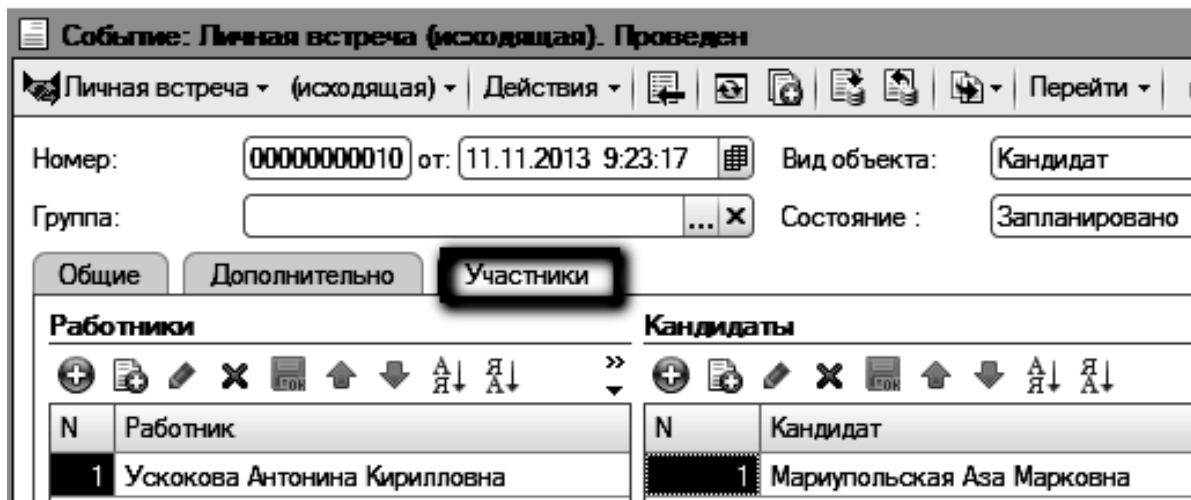 Событие: Личная встреча (исходящая). Проведен
Личная встреча (исходящая) Действия Перейти
Номер: 00000000010 от: 11.11.2013 9:23:17 Вид объекта: Кандидат
Группа: ... Состояние : Запланировано
Общие Дополнительно Участники
Работники Кандидаты
N Работник N Кандидат
1 Ускокова Антонина Кирилловна 1 Мариупольская Аза Марковна